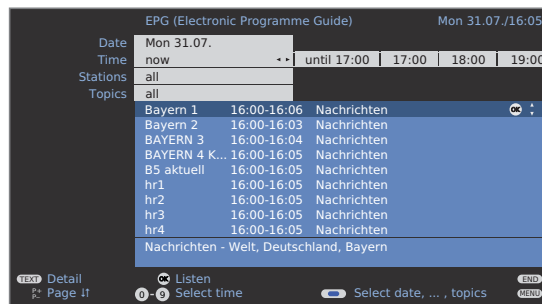 EPG (Electronic Programme Guide) Mon 31.07./16:05
Date Mon 31.07.
Time now until 17:00 17:00 18:00 19:00
Stations all
Topics all
Bayern 1 16:00-16:06 Nachrichten OK
Bayern 2 16:00-16:03 Nachrichten
BAYERN 3 16:00-16:04 Nachrichten
BAYERN 4 K... 16:00-16:05 Nachrichten
B5 aktuell 16:00-16:05 Nachrichten
hr1 16:00-16:05 Nachrichten
hr2 16:00-16:05 Nachrichten
hr3 16:00-16:05 Nachrichten
hr4 16:00-16:05 Nachrichten
Nachrichten - Welt, Deutschland, Bayern
TEXT Detail OK Listen END
P+ P- Page 0-9 Select time Select date, ... , topics MENU